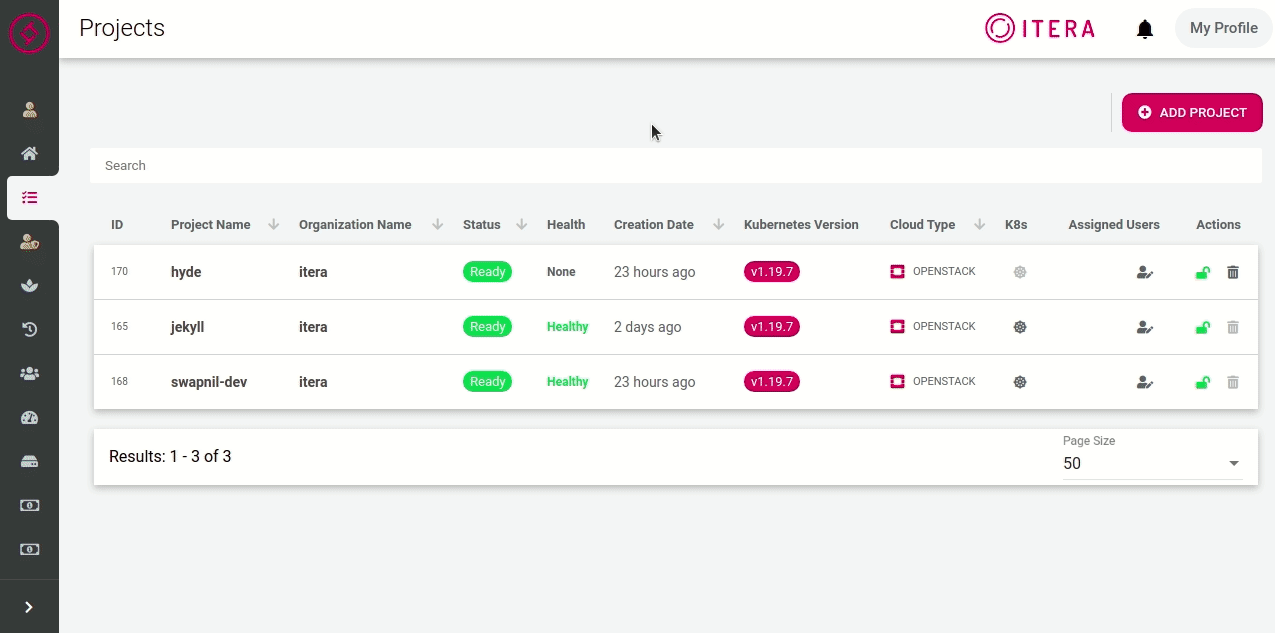 Projects
ITERA
My Profile
ADD PROJECT
Search
ID Project Name Organization Name Status Health Creation Date Kubernetes Version Cloud Type K8s Assigned Users Actions
170 hyde itera Ready None 23 hours ago v1.19.7 OPENSTACK
165 jekyll itera Ready Healthy 2 days ago v1.19.7 OPENSTACK
168 swapnil-dev itera Ready Healthy 23 hours ago v1.19.7 OPENSTACK
Results: 1 - 3 of 3
Page Size
50